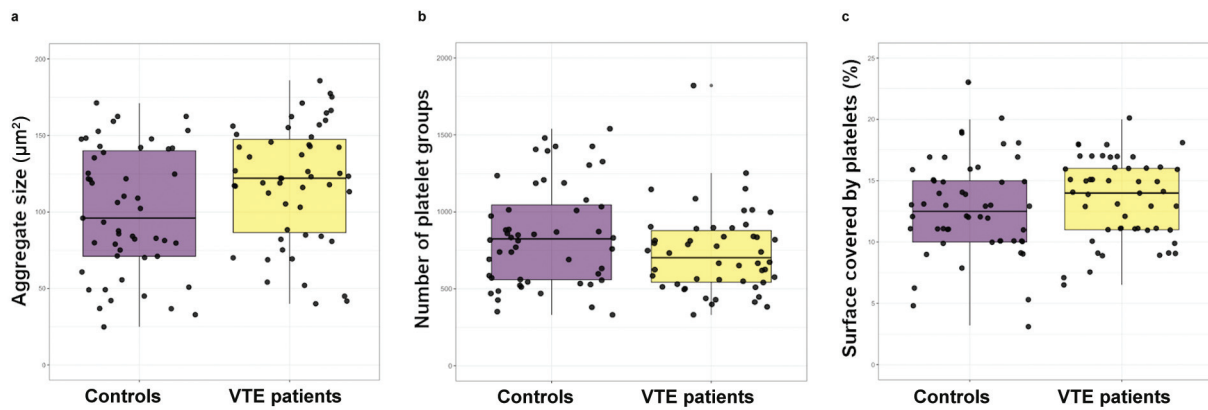 a
Aggregate size (µm²)
200
150
100
50
0
Controls
VTE patients
b
Number of platelet groups
2000
1500
1000
500
0
Controls
VTE patients
c
Surface covered by platelets (%)
25
20
15
10
5
0
Controls
VTE patients